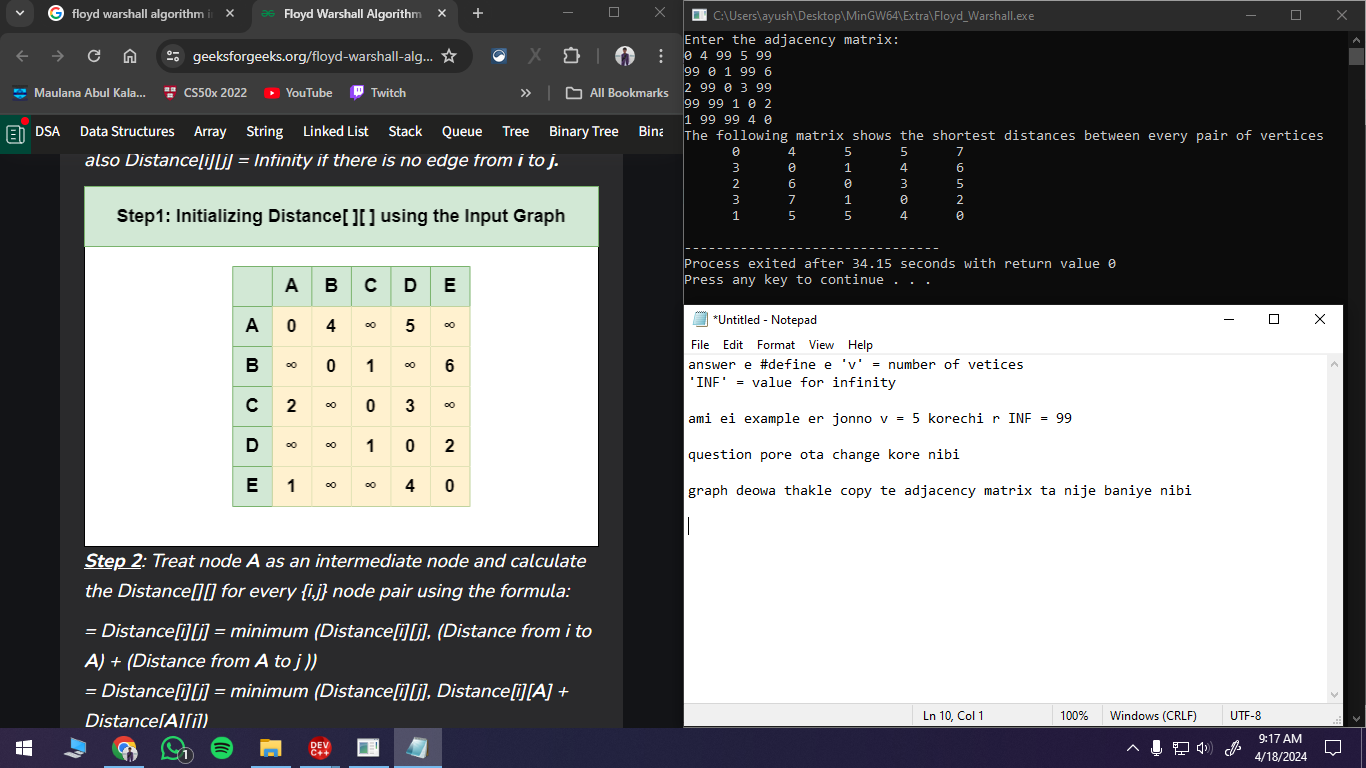 floyd warshall algorithm i
Floyd Warshall Algorithm
geeksforgeeks.org/floyd-warshall-alg...
Maulana Abul Kala...
CS50x 2022
YouTube
Twitch
»
All Bookmarks
DSA
Data Structures
Array
String
Linked List
Stack
Queue
Tree
Binary Tree
Bina
also Distance[i][j] = Infinity if there is no edge from i to j.
Step1: Initializing Distance[ ][ ] using the Input Graph
A B C D E
A 0 4 ∞ 5 ∞
B ∞ 0 1 ∞ 6
C 2 ∞ 0 3 ∞
D ∞ ∞ 1 0 2
E 1 ∞ ∞ 4 0
Step 2: Treat node A as an intermediate node and calculate
the Distance[][] for every {i,j} node pair using the formula:
= Distance[i][j] = minimum (Distance[i][j], (Distance from i to
A) + (Distance from A to j ))
= Distance[i][j] = minimum (Distance[i][j], Distance[i][A] +
Distance[A][j])
C:\Users\ayush\Desktop\MinGW64\Extra\Floyd_Warshall.exe
Enter the adjacency matrix:
0 4 99 5 99
99 0 1 99 6
2 99 0 3 99
99 99 1 0 2
1 99 99 4 0
The following matrix shows the shortest distances between every pair of vertices
0 4 5 5 7
3 0 1 4 6
2 6 0 3 5
3 7 1 0 2
1 5 5 4 0
--------------------------------
Process exited after 34.15 seconds with return value 0
Press any key to continue . . .
*Untitled - Notepad
File Edit Format View Help
answer e #define e 'v' = number of vetices
'INF' = value for infinity
ami ei example er jonno v = 5 korechi r INF = 99
question pore ota change kore nibi
graph deowa thakle copy te adjacency matrix ta nije baniye nibi
Ln 10, Col 1
100%
Windows (CRLF)
UTF-8
1
DEV
C++
9:17 AM
4/18/2024